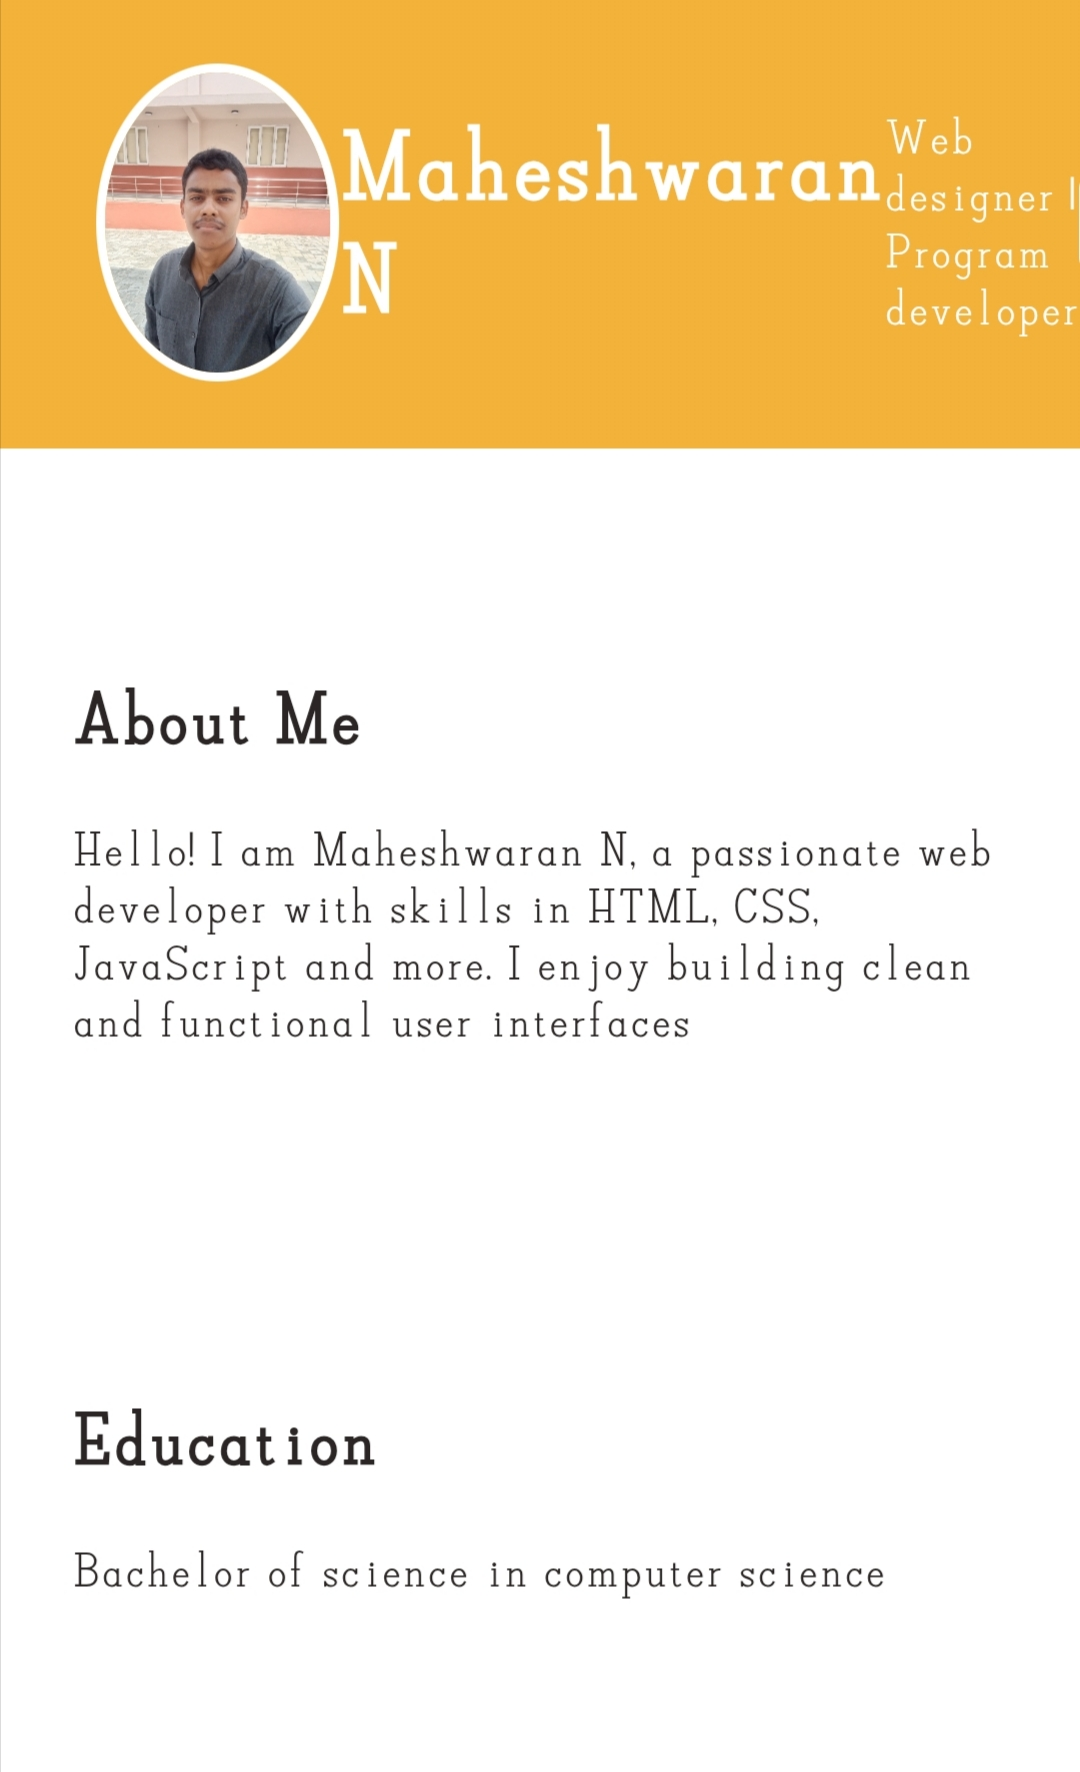 Maheshwaran
N
Web
designer |
Program
developer
About Me
Hello! I am Maheshwaran N, a passionate web
developer with skills in HTML, CSS,
JavaScript and more. I enjoy building clean
and functional user interfaces
Education
Bachelor of science in computer science